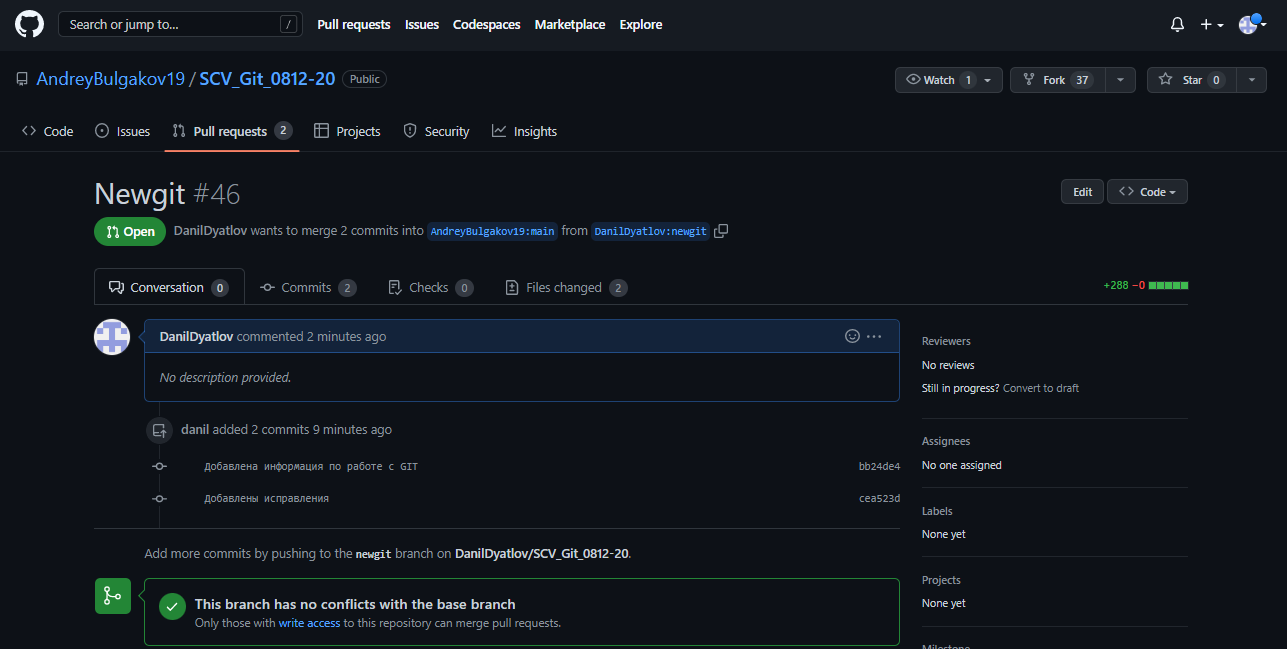 Search or jump to... /
Pull requests Issues Codespaces Marketplace Explore
AndreyBulgakov19 / SCV_Git_0812-20 Public
Watch 1 Fork 37 Star 0
Code Issues Pull requests 2 Projects Security Insights
Newgit #46
Edit <> Code
Open DanilDyatlov wants to merge 2 commits into AndreyBulgakov19:main from DanilDyatlov:newgit
Conversation 0 Commits 2 Checks 0 Files changed 2
+288 −0
DanilDyatlov commented 2 minutes ago
No description provided.
danil added 2 commits 9 minutes ago
Добавлена информация по работе с GIT bb24de4
Добавлены исправления cea523d
Add more commits by pushing to the newgit branch on DanilDyatlov/SCV_Git_0812-20.
This branch has no conflicts with the base branch
Only those with write access to this repository can merge pull requests.
Reviewers
No reviews
Still in progress? Convert to draft
Assignees
No one assigned
Labels
None yet
Projects
None yet
Milestone